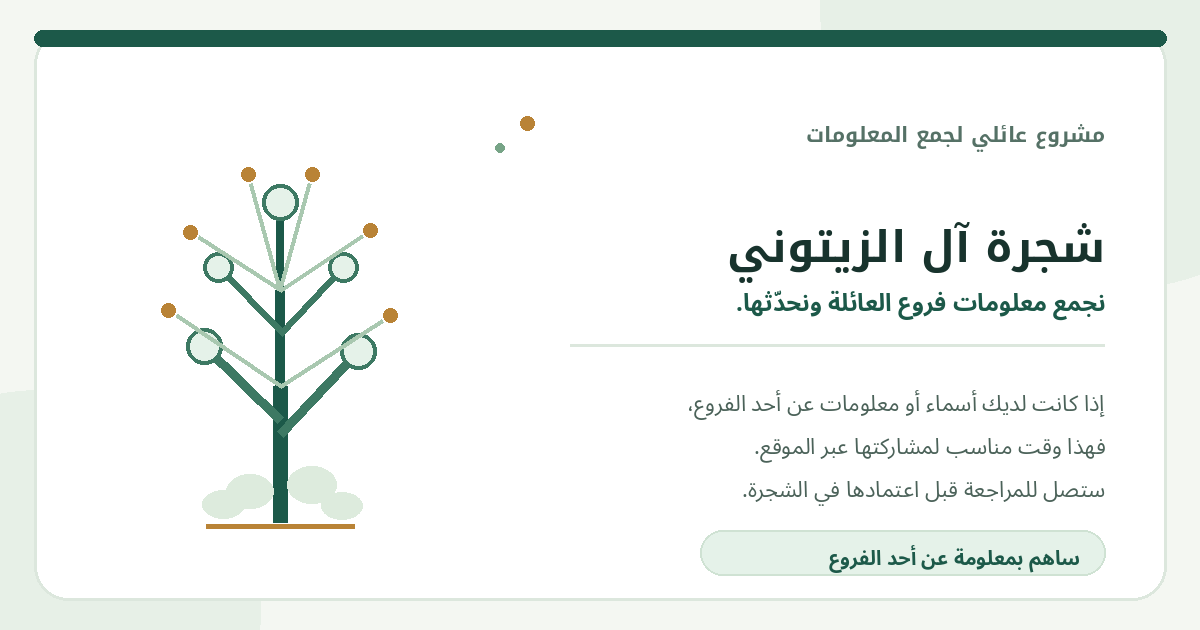 مشروع عائلي لجمع المعلومات
شجرة آل الزيتوني
نجمع معلومات فروع العائلة ونحدّثها.
إذا كانت لديك أسماء أو معلومات عن أحد الفروع،
فهذا وقت مناسب لمشاركتها عبر الموقع.
ستصل للمراجعة قبل اعتمادها في الشجرة.
ساهم بمعلومة عن أحد الفروع